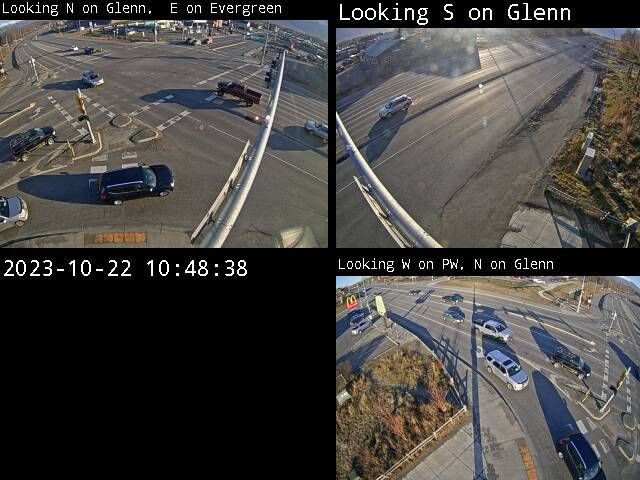 Looking N on Glenn, E on Evergreen
Looking S on Glenn
2023-10-22 10:48:38
Looking W on PW, N on Glenn